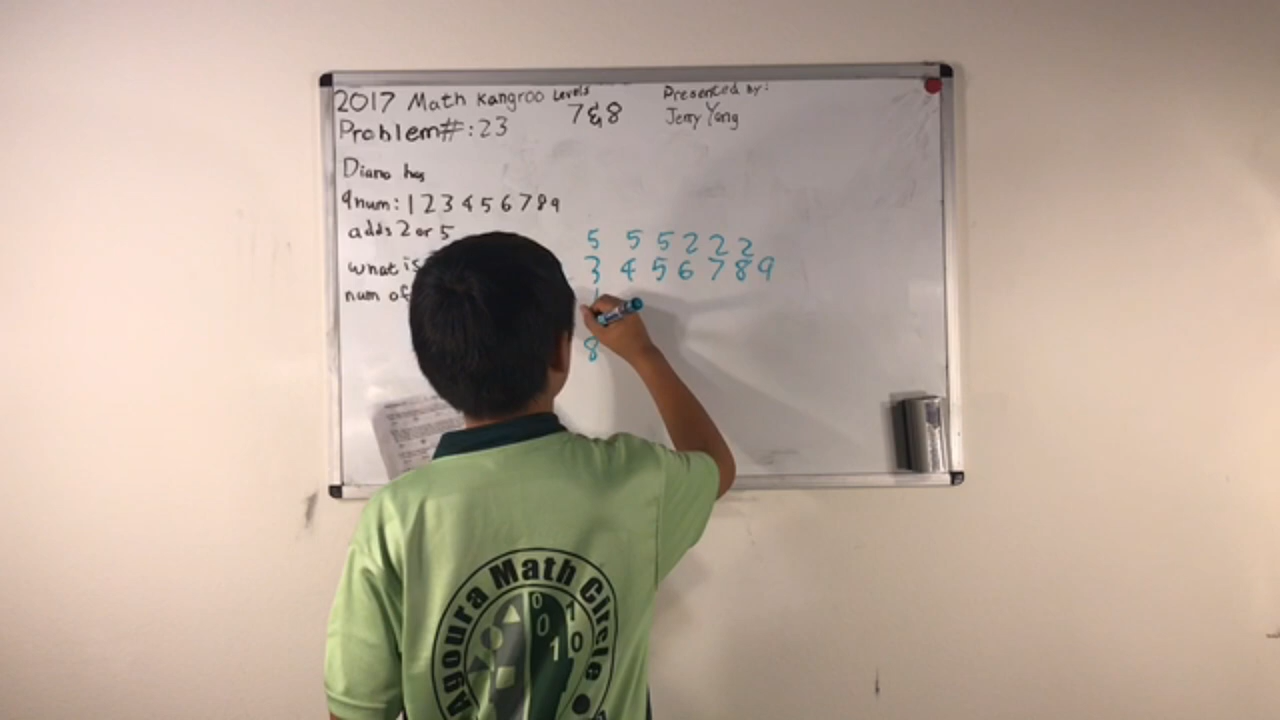 2017 Math Kangroo Levels
7 & 8
Presented by:
Jerry Yang
Problem#:23
Diana has
9num: 1 2 3 4 5 6 7 8 9
adds 2 or 5
what is
num of
5 5 5 2 2 2
3 4 5 6 7 8 9
8
Agoura Math Circle